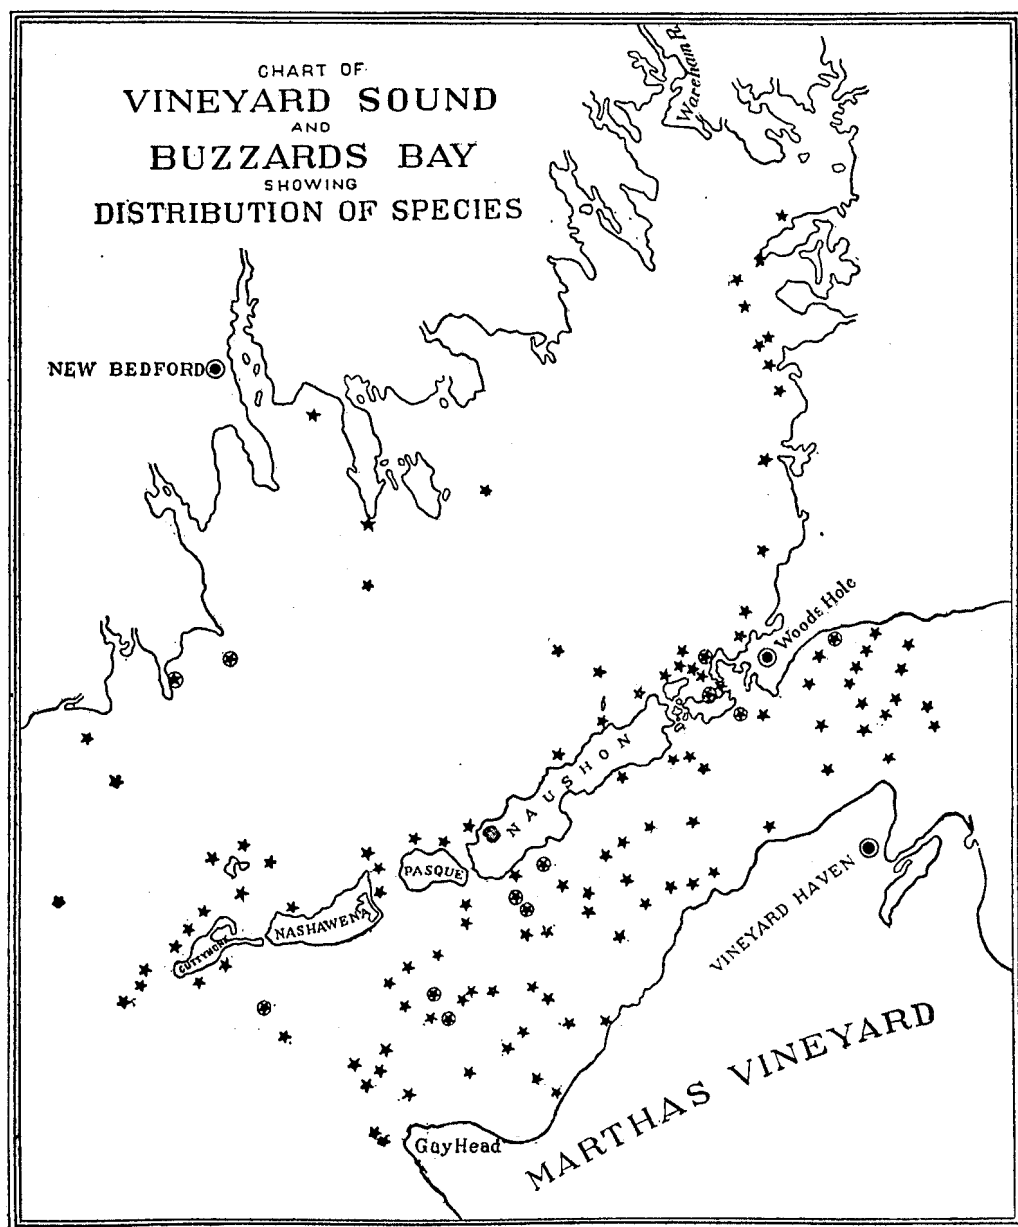 CHART OF
VINEYARD SOUND
AND
BUZZARDS BAY
SHOWING
DISTRIBUTION OF SPECIES
Wareham R.
NEW BEDFORD
Woods Hole
NAUSHON
PASQUE
NASHAWENA
CUTTYHUNK
VINEYARD HAVEN
MARTHAS VINEYARD
Gay Head